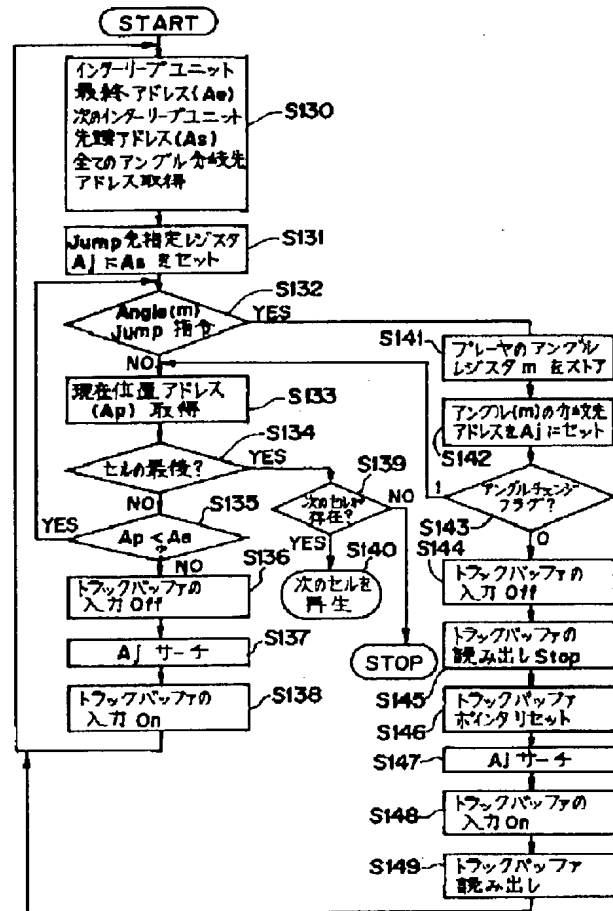 START
インターリーブユニット
最終アドレス(Ae)
次のインターリーブユニット
先頭アドレス(As)
全てのアングル分岐先
アドレス取得
S130
Jump先指定レジスタ
AjにAsをセット
S131
Angle(m)
Jump指令
S132
YES
NO
現在位置アドレス
(Ap)取得
S133
セルの最後?
S134
YES
NO
Ap < Ae
S135
YES
NO
トラックバッファの
入力Off
S136
Ajサーチ
S137
トラックバッファの
入力On
S138
次のセルが
存在?
S139
NO
YES
次のセルを
再生
S140
STOP
S141
プレーヤのアングル
レジスタmをストア
アングル(m)の分岐先
アドレスをAjにセット
S142
アングルチェンジ
フラグ?
1
S143
0
S144
トラックバッファの
入力Off
トラックバッファの
読み出しStop
S145
トラックバッファ
ポインタリセット
S146
Ajサーチ
S147
トラックバッファの
入力On
S148
トラックバッファ
読み出し
S149